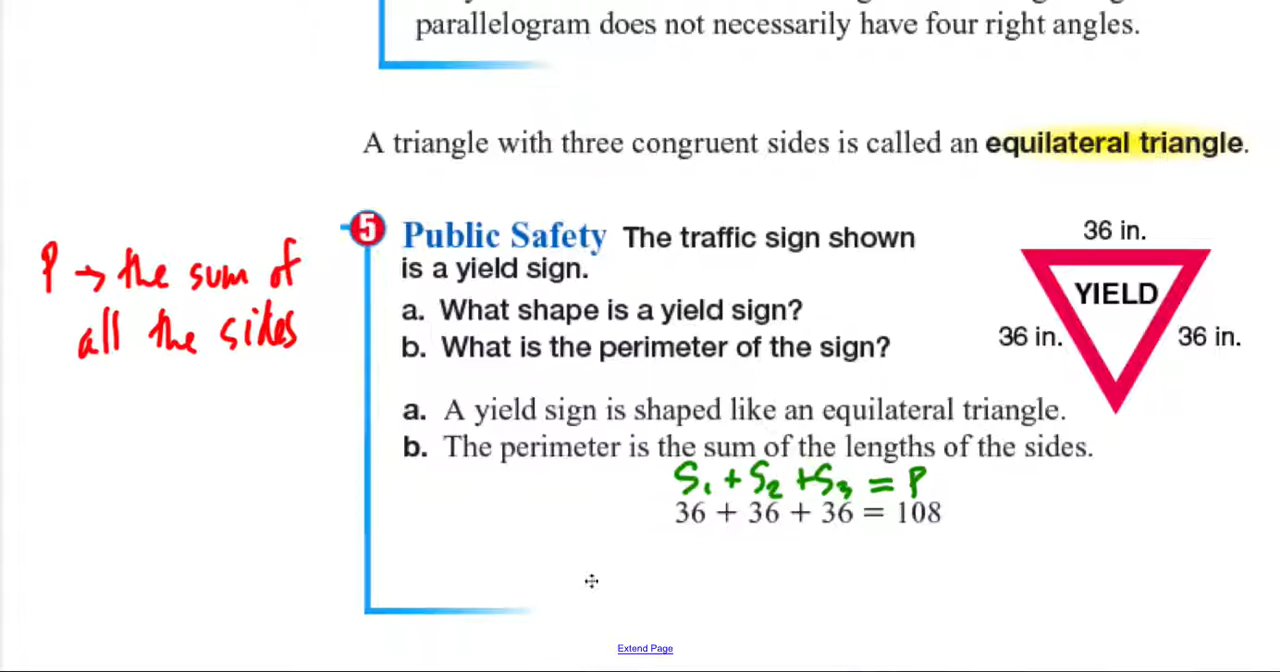 parallelogram does not necessarily have four right angles.
A triangle with three congruent sides is called an equilateral triangle.
5 Public Safety The traffic sign shown
is a yield sign.
a. What shape is a yield sign?
b. What is the perimeter of the sign?
P → the sum of
all the sides
36 in.
YIELD
36 in.
36 in.
a. A yield sign is shaped like an equilateral triangle.
b. The perimeter is the sum of the lengths of the sides.
S1 + S2 + S3 = P
36 + 36 + 36 = 108
Extend Page